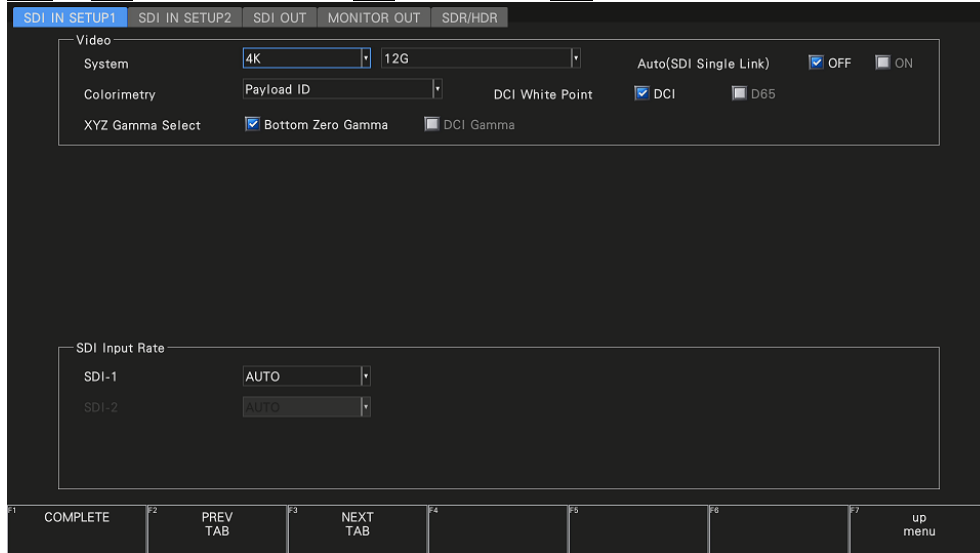 SDI IN SETUP1 SDI IN SETUP2 SDI OUT MONITOR OUT SDR/HDR
Video
System 4K 12G Auto(SDI Single Link) OFF ON
Colorimetry Payload ID DCI White Point DCI D65
XYZ Gamma Select Bottom Zero Gamma DCI Gamma
SDI Input Rate
SDI-1 AUTO
SDI-2 AUTO
F1 COMPLETE F2 PREV TAB F3 NEXT TAB F4 F5 F6 F7 up menu